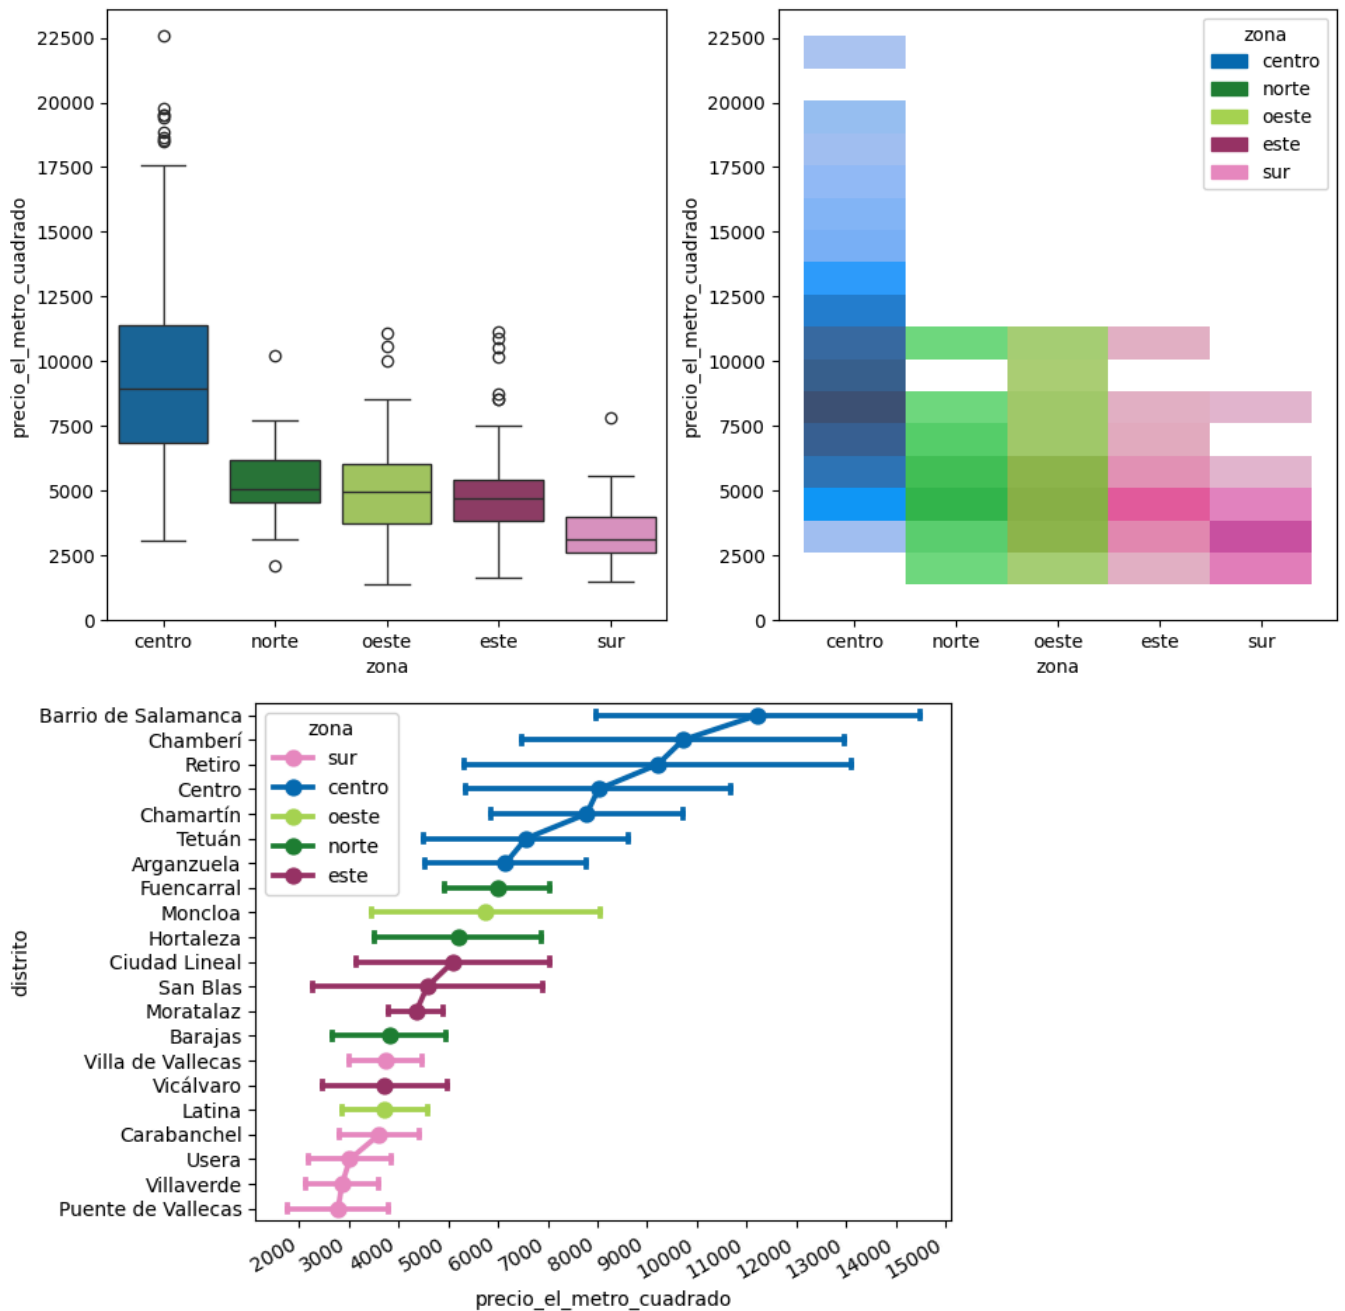 precio_el_metro_cuadrado
22500
20000
17500
15000
12500
10000
7500
5000
2500
0
centro norte oeste este sur
zona
precio_el_metro_cuadrado
22500
20000
17500
15000
12500
10000
7500
5000
2500
0
zona
centro
norte
oeste
este
sur
centro norte oeste este sur
zona
distrito
Barrio de Salamanca
Chamberí
Retiro
Centro
Chamartín
Tetuán
Arganzuela
Fuencarral
Moncloa
Hortaleza
Ciudad Lineal
San Blas
Moratalaz
Barajas
Villa de Vallecas
Vicálvaro
Latina
Carabanchel
Usera
Villaverde
Puente de Vallecas
zona
sur
centro
oeste
norte
este
2000 3000 4000 5000 6000 7000 8000 9000 10000 11000 12000 13000 14000 15000
precio_el_metro_cuadrado